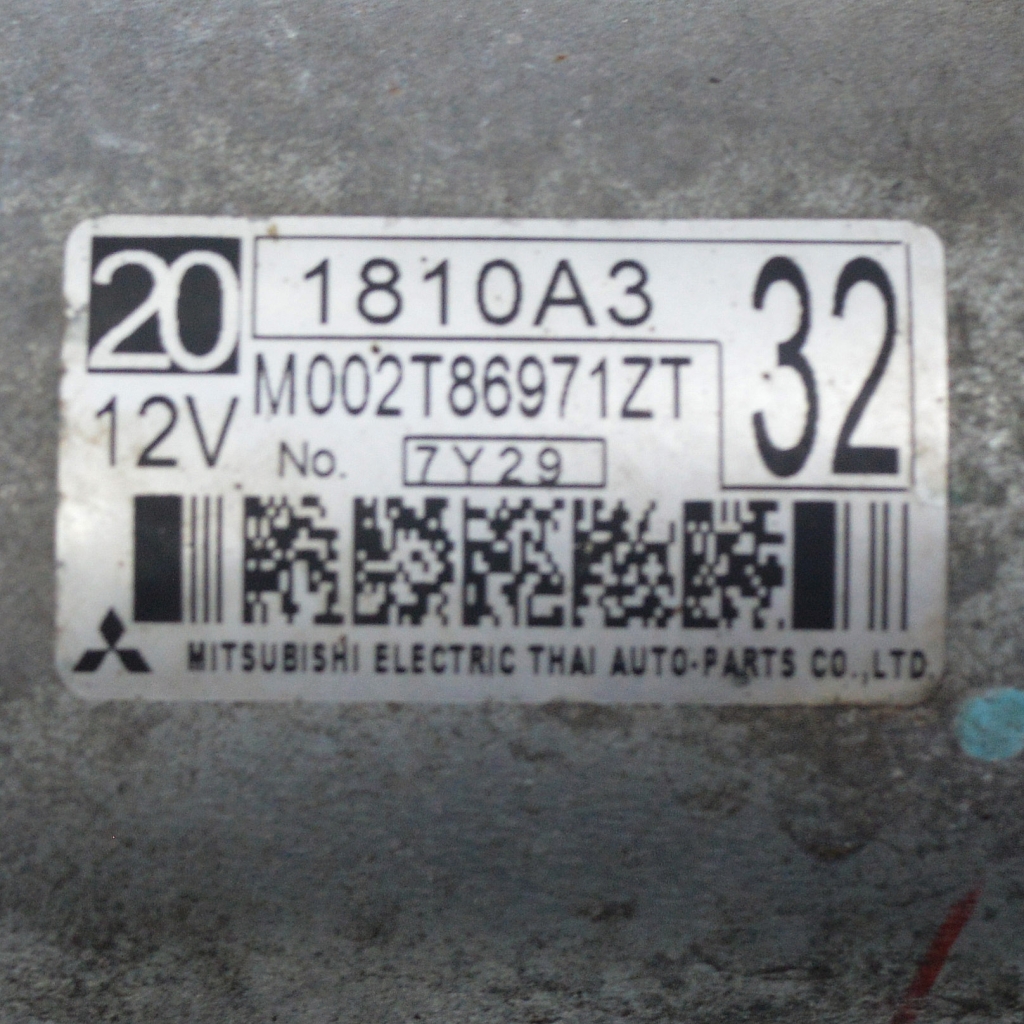 20 1810A3 32
M002T86971ZT
12V No. 7Y29
MITSUBISHI ELECTRIC THAI AUTO-PARTS CO.,LTD.